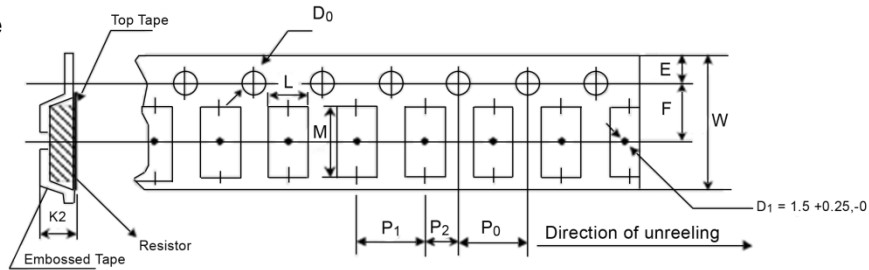 e
Top Tape
D0
L
E
F
W
M
K2
P1
P2
P0
D1 = 1.5 +0.25,-0
Direction of unreeling
Resistor
Embossed Tape